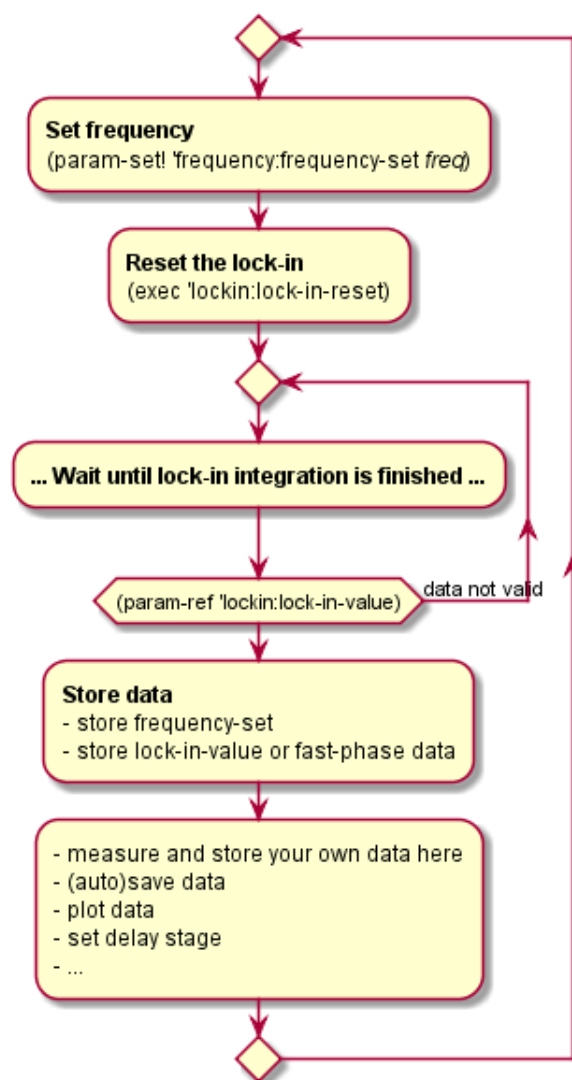 Set frequency
(param-set! 'frequency:frequency-set freq)
Reset the lock-in
(exec 'lockin:lock-in-reset)
... Wait until lock-in integration is finished ...
(param-ref 'lockin:lock-in-value)
data not valid
Store data
- store frequency-set
- store lock-in-value or fast-phase data
- measure and store your own data here
- (auto)save data
- plot data
- set delay stage
- ...